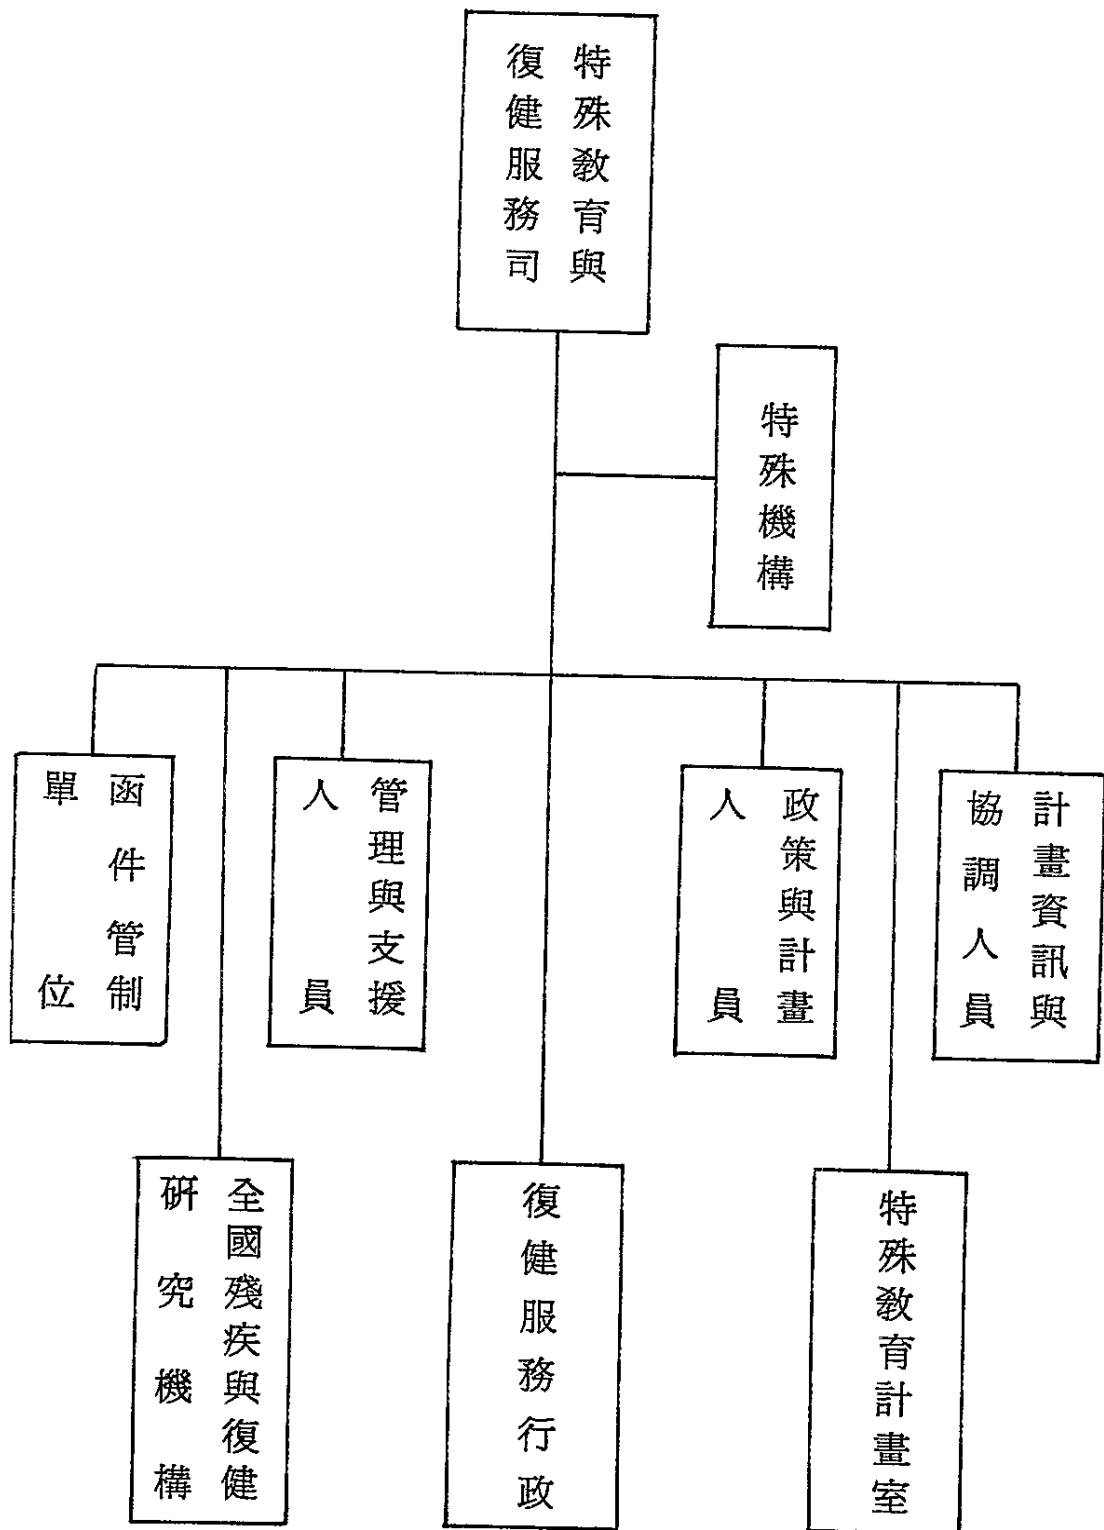 特殊教育與
復健服務司
特殊機構
計畫資訊與
協調人員
政策與計畫
人員
管理與支援
人員
函件管制
單位
特殊教育計畫室
復健服務行政
全國殘疾與復健
研究機構